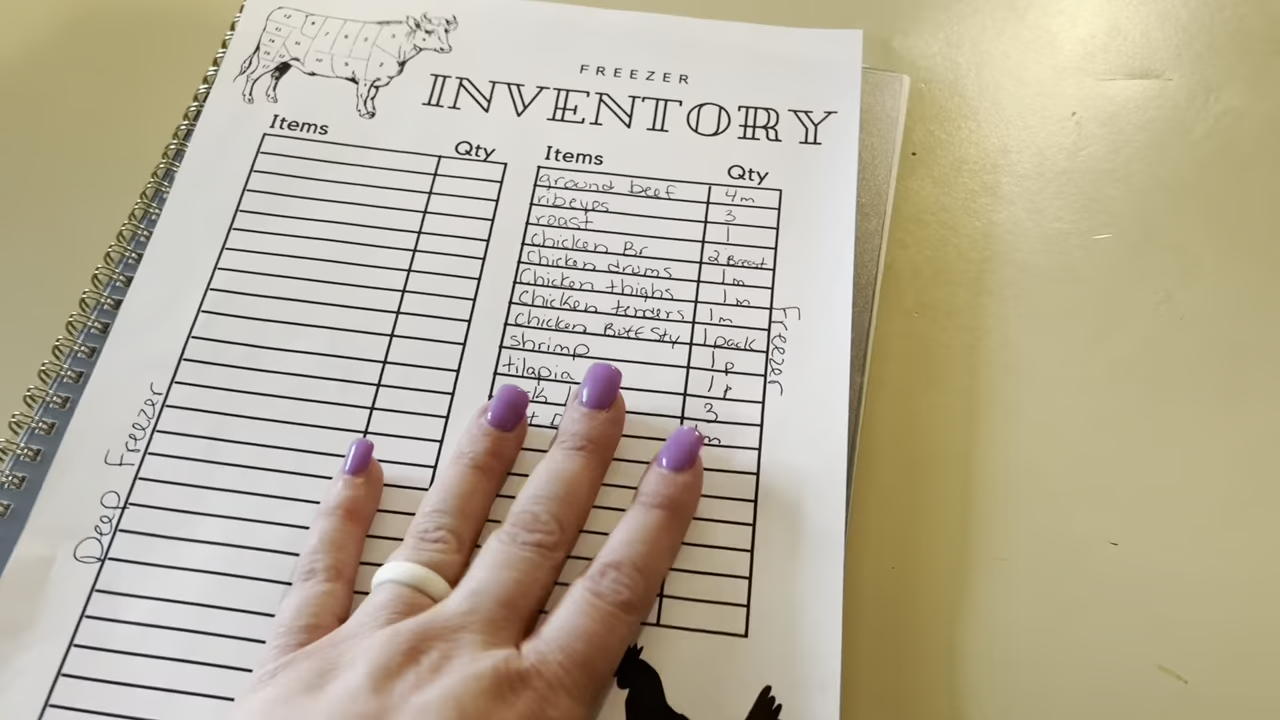 FREEZER
INVENTORY
Items Qty
Deep Freezer
Items Qty
ground beef 4m
ribeyes 3
roast 1
chicken Br 2 Breast
chicken drums 1m
chicken thighs 1m
chicken tenders 1m
chicken Butt Sty 1 pack
shrimp 1p
tilapia 1p
3
Freezer